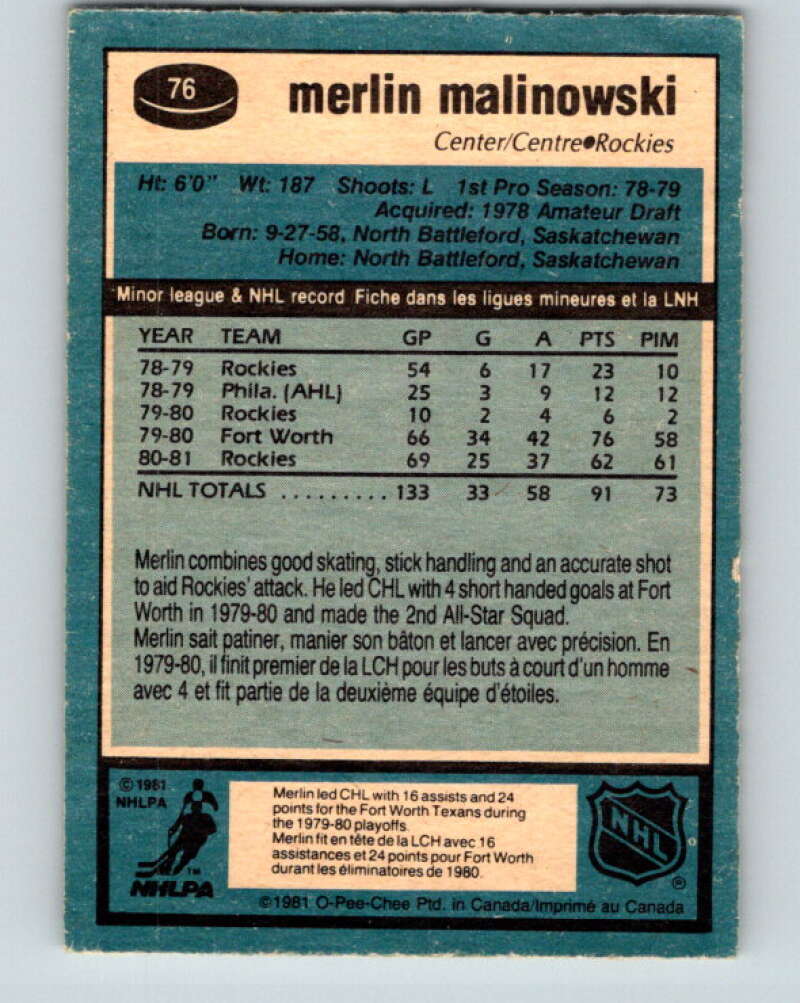 76
merlin malinowski
Center/Centre●Rockies
Ht: 6'0" Wt: 187 Shoots: L 1st Pro Season: 78-79
Acquired: 1978 Amateur Draft
Born: 9-27-58, North Battleford, Saskatchewan
Home: North Battleford, Saskatchewan
Minor league & NHL record Fiche dans les ligues mineures et la LNH
YEAR TEAM GP G A PTS PIM
78-79 Rockies 54 6 17 23 10
78-79 Phila. (AHL) 25 3 9 12 12
79-80 Rockies 10 2 4 6 2
79-80 Fort Worth 66 34 42 76 58
80-81 Rockies 69 25 37 62 61
NHL TOTALS ......... 133 33 58 91 73
Merlin combines good skating, stick handling and an accurate shot
to aid Rockies' attack. He led CHL with 4 short handed goals at Fort
Worth in 1979-80 and made the 2nd All-Star Squad.
Merlin sait patiner, manier son bâton et lancer avec précision. En
1979-80, il finit premier de la LCH pour les buts à court d'un homme
avec 4 et fit partie de la deuxième équipe d'étoiles.
© 1981
NHLPA
TM
NHLPA
Merlin led CHL with 16 assists and 24
points for the Fort Worth Texans during
the 1979-80 playoffs.
Merlin fit en tête de la LCH avec 16
assistances et 24 points pour Fort Worth
durant les éliminatoires de 1980.
NHL
®
©1981 O-Pee-Chee Ptd. in Canada/Imprimé au Canada